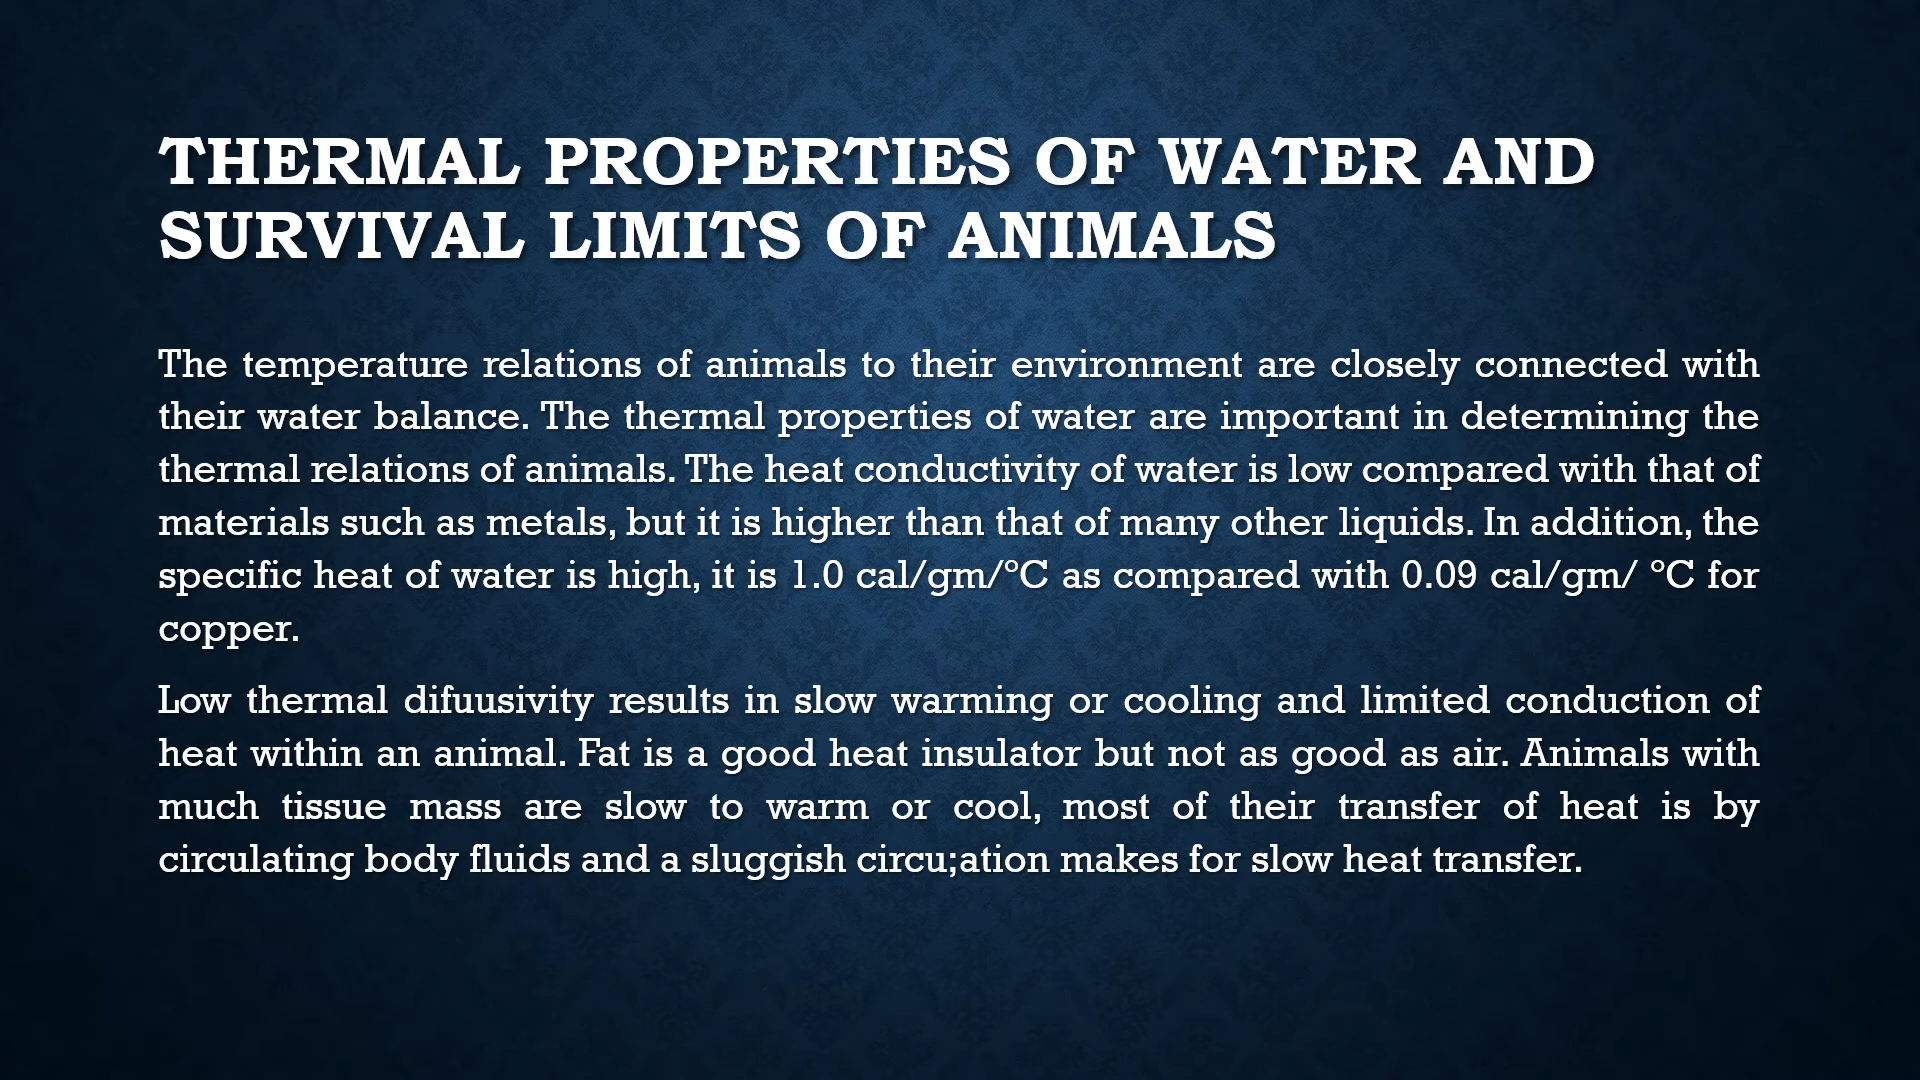 THERMAL PROPERTIES OF WATER AND
SURVIVAL LIMITS OF ANIMALS
The temperature relations of animals to their environment are closely connected with
their water balance. The thermal properties of water are important in determining the
thermal relations of animals. The heat conductivity of water is low compared with that of
materials such as metals, but it is higher than that of many other liquids. In addition, the
specific heat of water is high, it is 1.0 cal/gm/°C as compared with 0.09 cal/gm/ °C for
copper.
Low thermal difuusivity results in slow warming or cooling and limited conduction of
heat within an animal. Fat is a good heat insulator but not as good as air. Animals with
much tissue mass are slow to warm or cool, most of their transfer of heat is by
circulating body fluids and a sluggish circu;ation makes for slow heat transfer.